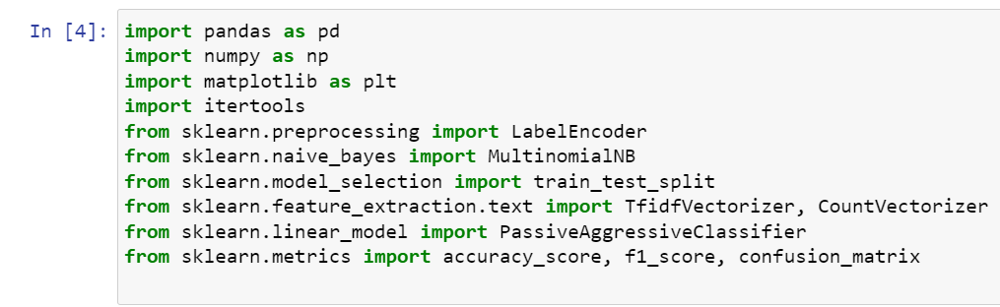 In [4]: import pandas as pd
import numpy as np
import matplotlib as plt
import itertools
from sklearn.preprocessing import LabelEncoder
from sklearn.naive_bayes import MultinomialNB
from sklearn.model_selection import train_test_split
from sklearn.feature_extraction.text import TfidfVectorizer, CountVectorizer
from sklearn.linear_model import PassiveAggressiveClassifier
from sklearn.metrics import accuracy_score, f1_score, confusion_matrix